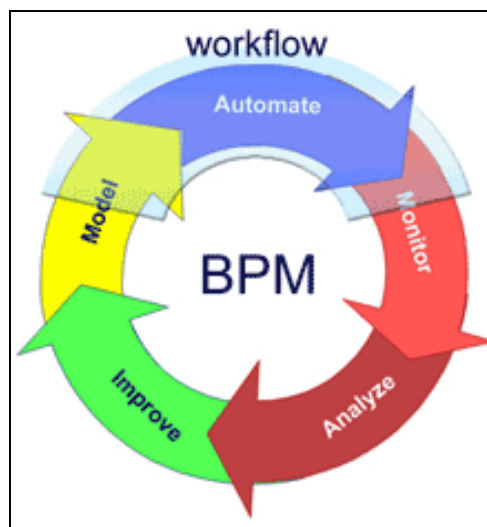 workflow
Automate
Model
Monitor
BPM
Improve
Analyze